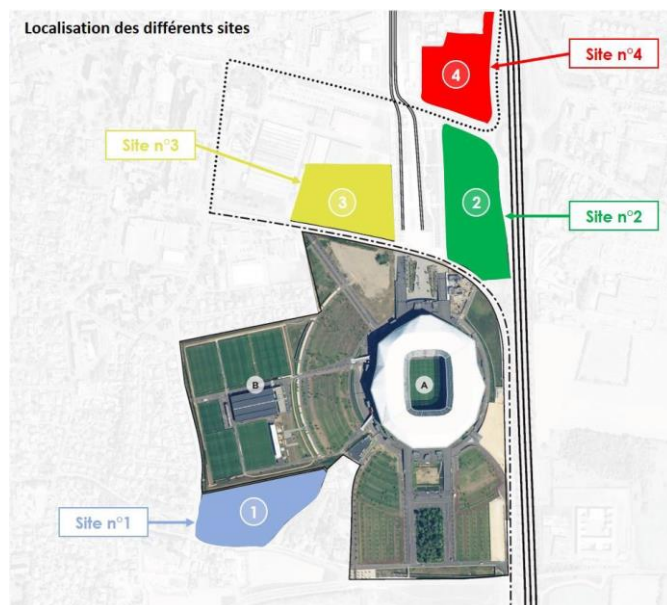 Localisation des différents sites
4
Site n°4
Site n°3
3
2
Site n°2
B
A
1
Site n°1